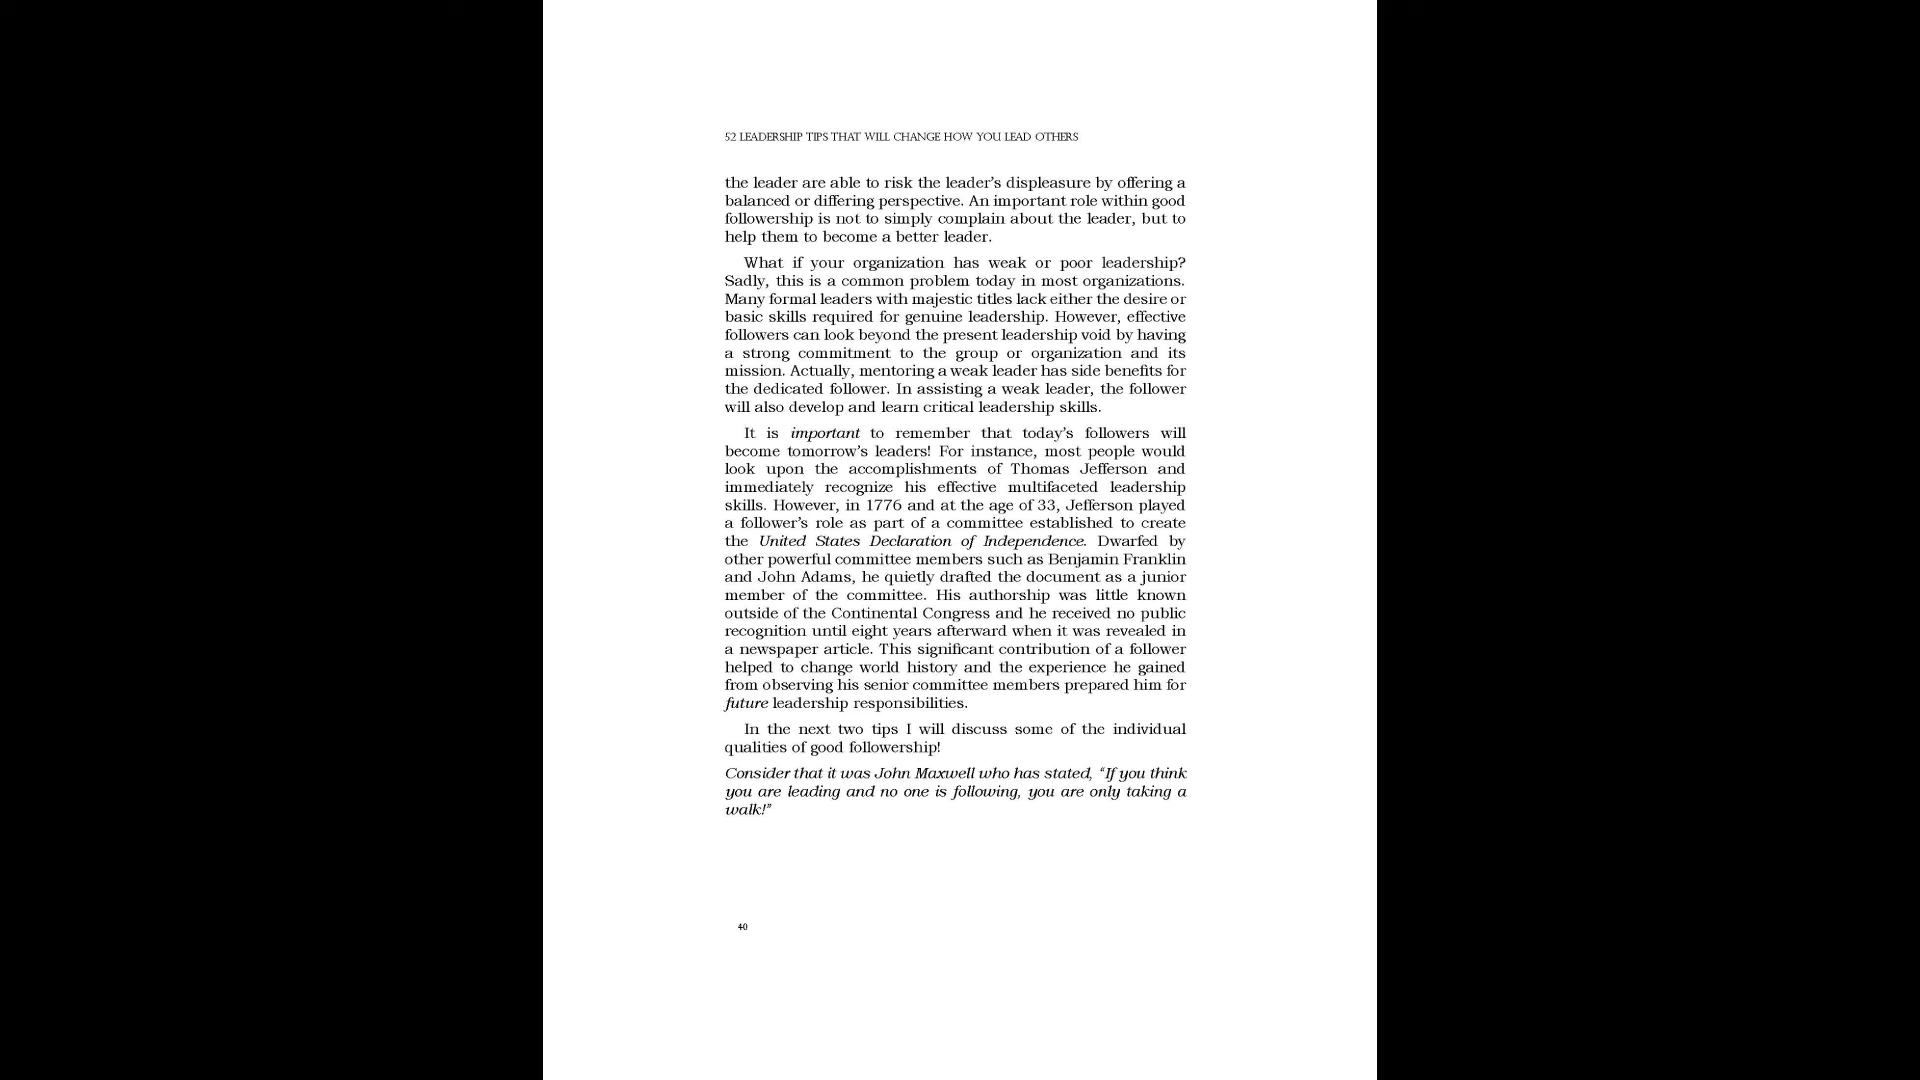 52 LEADERSHIP TIPS THAT WILL CHANGE HOW YOU LEAD OTHERS
the leader are able to risk the leader's displeasure by offering a
balanced or differing perspective. An important role within good
followership is not to simply complain about the leader, but to
help them to become a better leader.
What if your organization has weak or poor leadership?
Sadly, this is a common problem today in most organizations.
Many formal leaders with majestic titles lack either the desire or
basic skills required for genuine leadership. However, effective
followers can look beyond the present leadership void by having
a strong commitment to the group or organization and its
mission. Actually, mentoring a weak leader has side benefits for
the dedicated follower. In assisting a weak leader, the follower
will also develop and learn critical leadership skills.
It is important to remember that today's followers will
become tomorrow's leaders! For instance, most people would
look upon the accomplishments of Thomas Jefferson and
immediately recognize his effective multifaceted leadership
skills. However, in 1776 and at the age of 33, Jefferson played
a follower's role as part of a committee established to create
the United States Declaration of Independence. Dwarfed by
other powerful committee members such as Benjamin Franklin
and John Adams, he quietly drafted the document as a junior
member of the committee. His authorship was little known
outside of the Continental Congress and he received no public
recognition until eight years afterward when it was revealed in
a newspaper article. This significant contribution of a follower
helped to change world history and the experience he gained
from observing his senior committee members prepared him for
future leadership responsibilities.
In the next two tips I will discuss some of the individual
qualities of good followership!
Consider that it was John Maxwell who has stated, "If you think
you are leading and no one is following, you are only taking a
walk!"
40